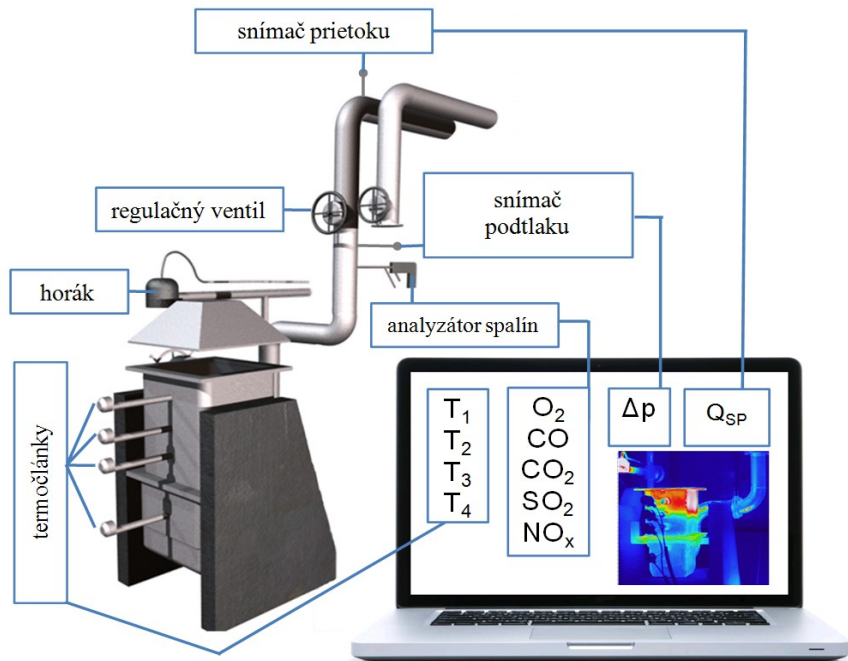 snímač prietoku
regulačný ventil
snímač
podtlaku
horák
analyzátor spalín
termočlánky
T₁
T₂
T₃
T₄
O₂
CO
CO₂
SO₂
NOₓ
Δp
Q_SP